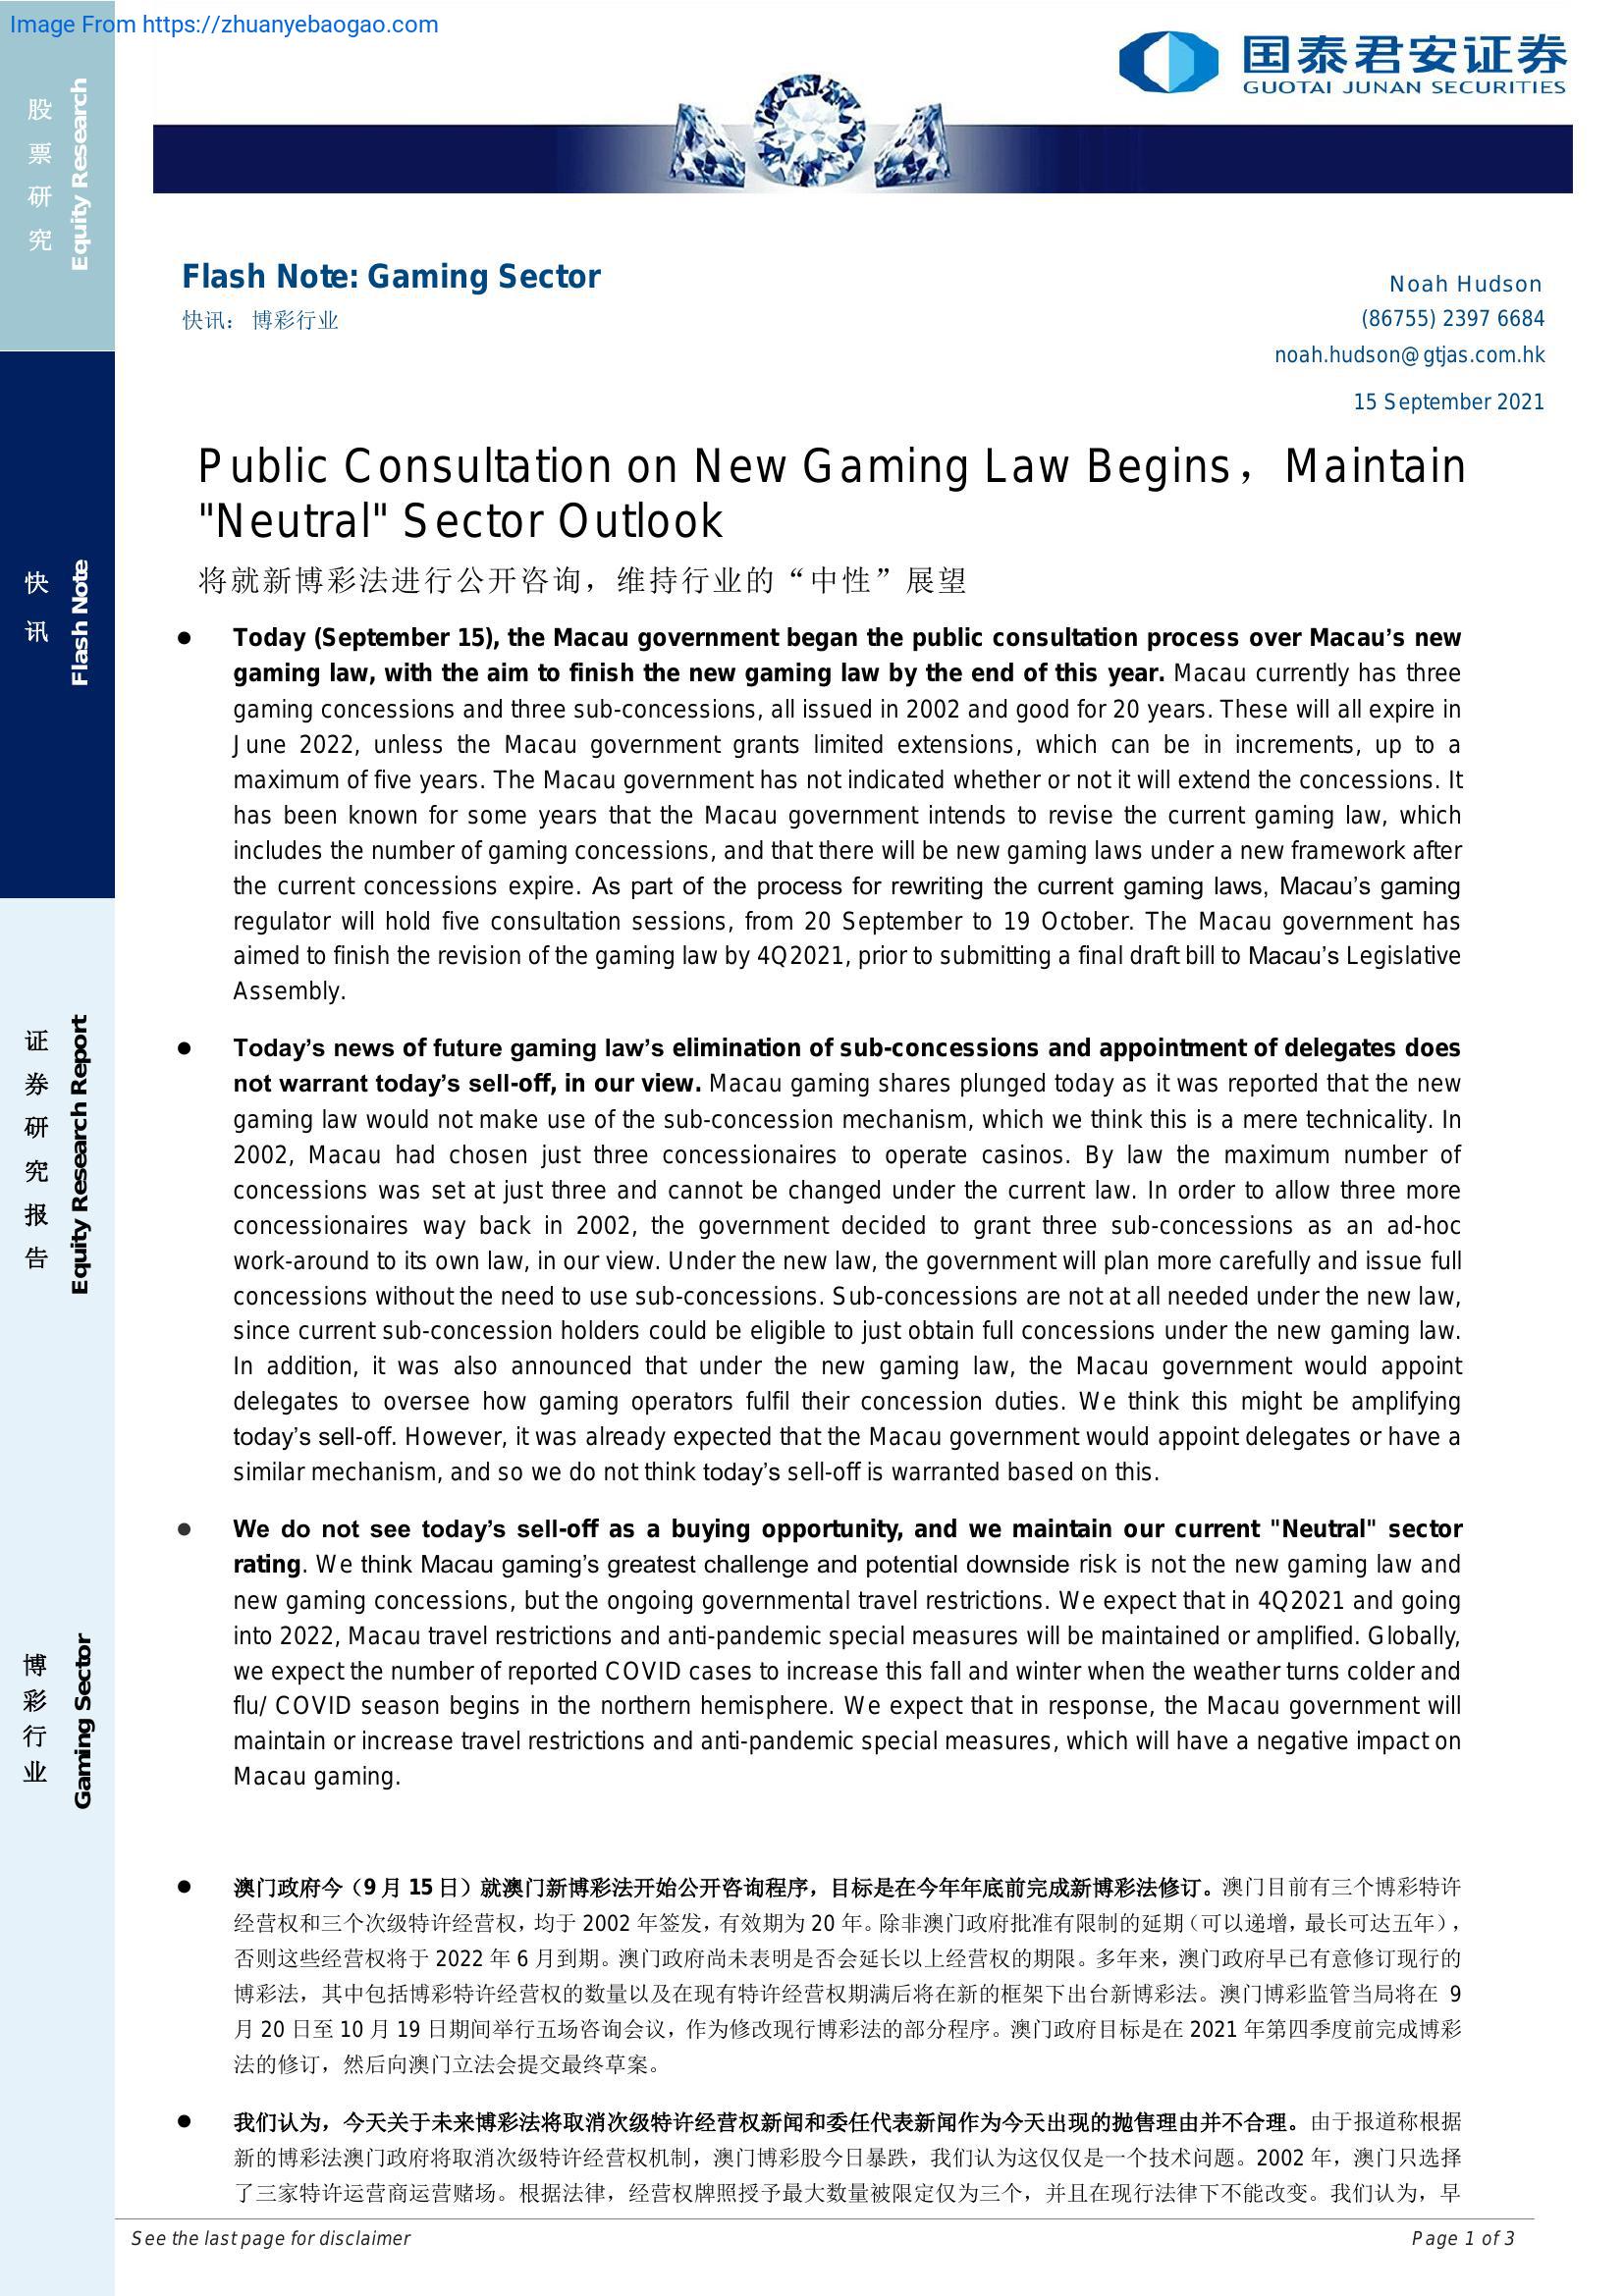 Image From https://zhuanyebaogao.com
国泰君安证券
GUOTAI JUNAN SECURITIES
股票研究
Equity Research
快讯
Flash Note
证券研究报告
Equity Research Report
博彩行业
Gaming Sector
Flash Note: Gaming Sector
快讯： 博彩行业
Noah Hudson
(86755) 2397 6684
noah.hudson@gtjas.com.hk
15 September 2021
Public Consultation on New Gaming Law Begins，Maintain
"Neutral" Sector Outlook
将就新博彩法进行公开咨询，维持行业的“中性”展望
● Today (September 15), the Macau government began the public consultation process over Macau’s new
gaming law, with the aim to finish the new gaming law by the end of this year. Macau currently has three
gaming concessions and three sub-concessions, all issued in 2002 and good for 20 years. These will all expire in
June 2022, unless the Macau government grants limited extensions, which can be in increments, up to a
maximum of five years. The Macau government has not indicated whether or not it will extend the concessions. It
has been known for some years that the Macau government intends to revise the current gaming law, which
includes the number of gaming concessions, and that there will be new gaming laws under a new framework after
the current concessions expire. As part of the process for rewriting the current gaming laws, Macau’s gaming
regulator will hold five consultation sessions, from 20 September to 19 October. The Macau government has
aimed to finish the revision of the gaming law by 4Q2021, prior to submitting a final draft bill to Macau’s Legislative
Assembly.
● Today’s news of future gaming law’s elimination of sub-concessions and appointment of delegates does
not warrant today’s sell-off, in our view. Macau gaming shares plunged today as it was reported that the new
gaming law would not make use of the sub-concession mechanism, which we think this is a mere technicality. In
2002, Macau had chosen just three concessionaires to operate casinos. By law the maximum number of
concessions was set at just three and cannot be changed under the current law. In order to allow three more
concessionaires way back in 2002, the government decided to grant three sub-concessions as an ad-hoc
work-around to its own law, in our view. Under the new law, the government will plan more carefully and issue full
concessions without the need to use sub-concessions. Sub-concessions are not at all needed under the new law,
since current sub-concession holders could be eligible to just obtain full concessions under the new gaming law.
In addition, it was also announced that under the new gaming law, the Macau government would appoint
delegates to oversee how gaming operators fulfil their concession duties. We think this might be amplifying
today’s sell-off. However, it was already expected that the Macau government would appoint delegates or have a
similar mechanism, and so we do not think today’s sell-off is warranted based on this.
● We do not see today’s sell-off as a buying opportunity, and we maintain our current "Neutral" sector
rating. We think Macau gaming’s greatest challenge and potential downside risk is not the new gaming law and
new gaming concessions, but the ongoing governmental travel restrictions. We expect that in 4Q2021 and going
into 2022, Macau travel restrictions and anti-pandemic special measures will be maintained or amplified. Globally,
we expect the number of reported COVID cases to increase this fall and winter when the weather turns colder and
flu/ COVID season begins in the northern hemisphere. We expect that in response, the Macau government will
maintain or increase travel restrictions and anti-pandemic special measures, which will have a negative impact on
Macau gaming.
● 澳门政府今（9 月 15 日）就澳门新博彩法开始公开咨询程序，目标是在今年年底前完成新博彩法修订。澳门目前有三个博彩特许
经营权和三个次级特许经营权，均于 2002 年签发，有效期为 20 年。除非澳门政府批准有限制的延期（可以递增，最长可达五年），
否则这些经营权将于 2022 年 6 月到期。澳门政府尚未表明是否会延长以上经营权的期限。多年来，澳门政府早已有意修订现行的
博彩法，其中包括博彩特许经营权的数量以及在现有特许经营权期满后将在新的框架下出台新博彩法。澳门博彩监管当局将在 9
月 20 日至 10 月 19 日期间举行五场咨询会议，作为修改现行博彩法的部分程序。澳门政府目标是在 2021 年第四季度前完成博彩
法的修订，然后向澳门立法会提交最终草案。
● 我们认为，今天关于未来博彩法将取消次级特许经营权新闻和委任代表新闻作为今天出现的抛售理由并不合理。由于报道称根据
新的博彩法澳门政府将取消次级特许经营权机制，澳门博彩股今日暴跌，我们认为这仅仅是一个技术问题。2002 年，澳门只选择
了三家特许运营商运营赌场。根据法律，经营权牌照授予最大数量被限定仅为三个，并且在现行法律下不能改变。我们认为，早
See the last page for disclaimer
Page 1 of 3